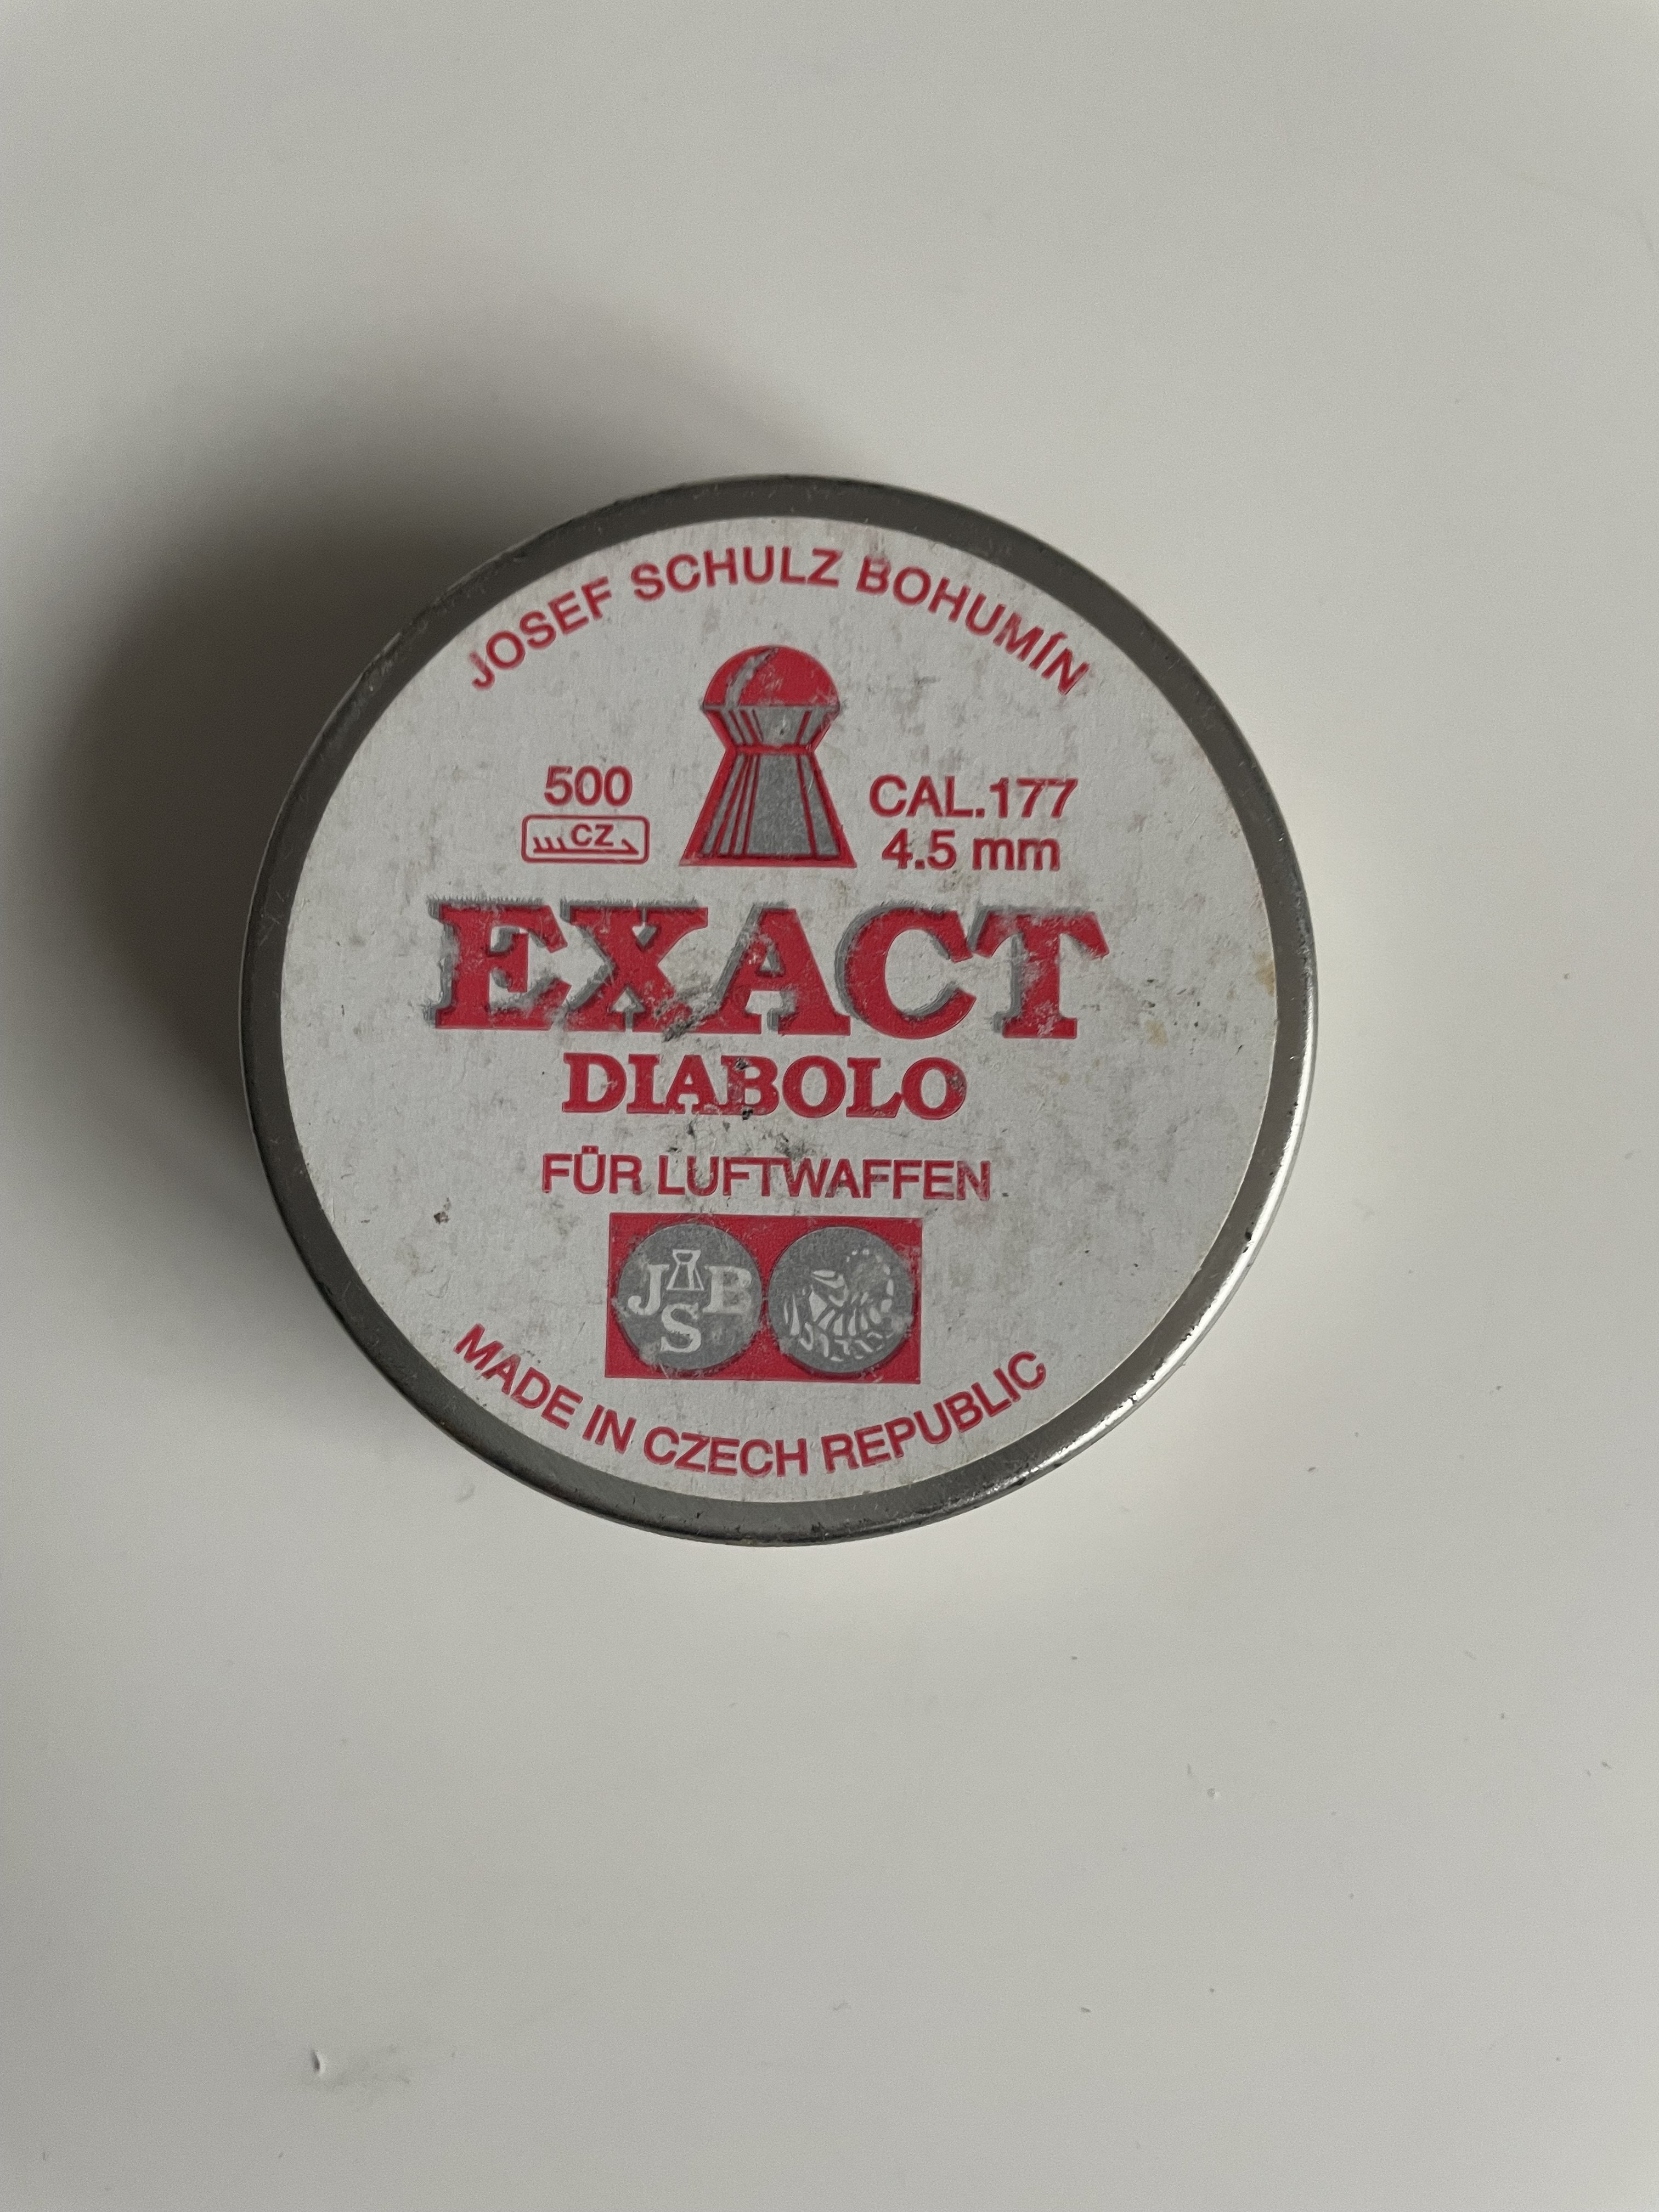 JOSEF SCHULZ BOHUMÍN
500
CZ
CAL.177
4.5 mm
EXACT
DIABOLO
FÜR LUFTWAFFEN
JSB
MADE IN CZECH REPUBLIC